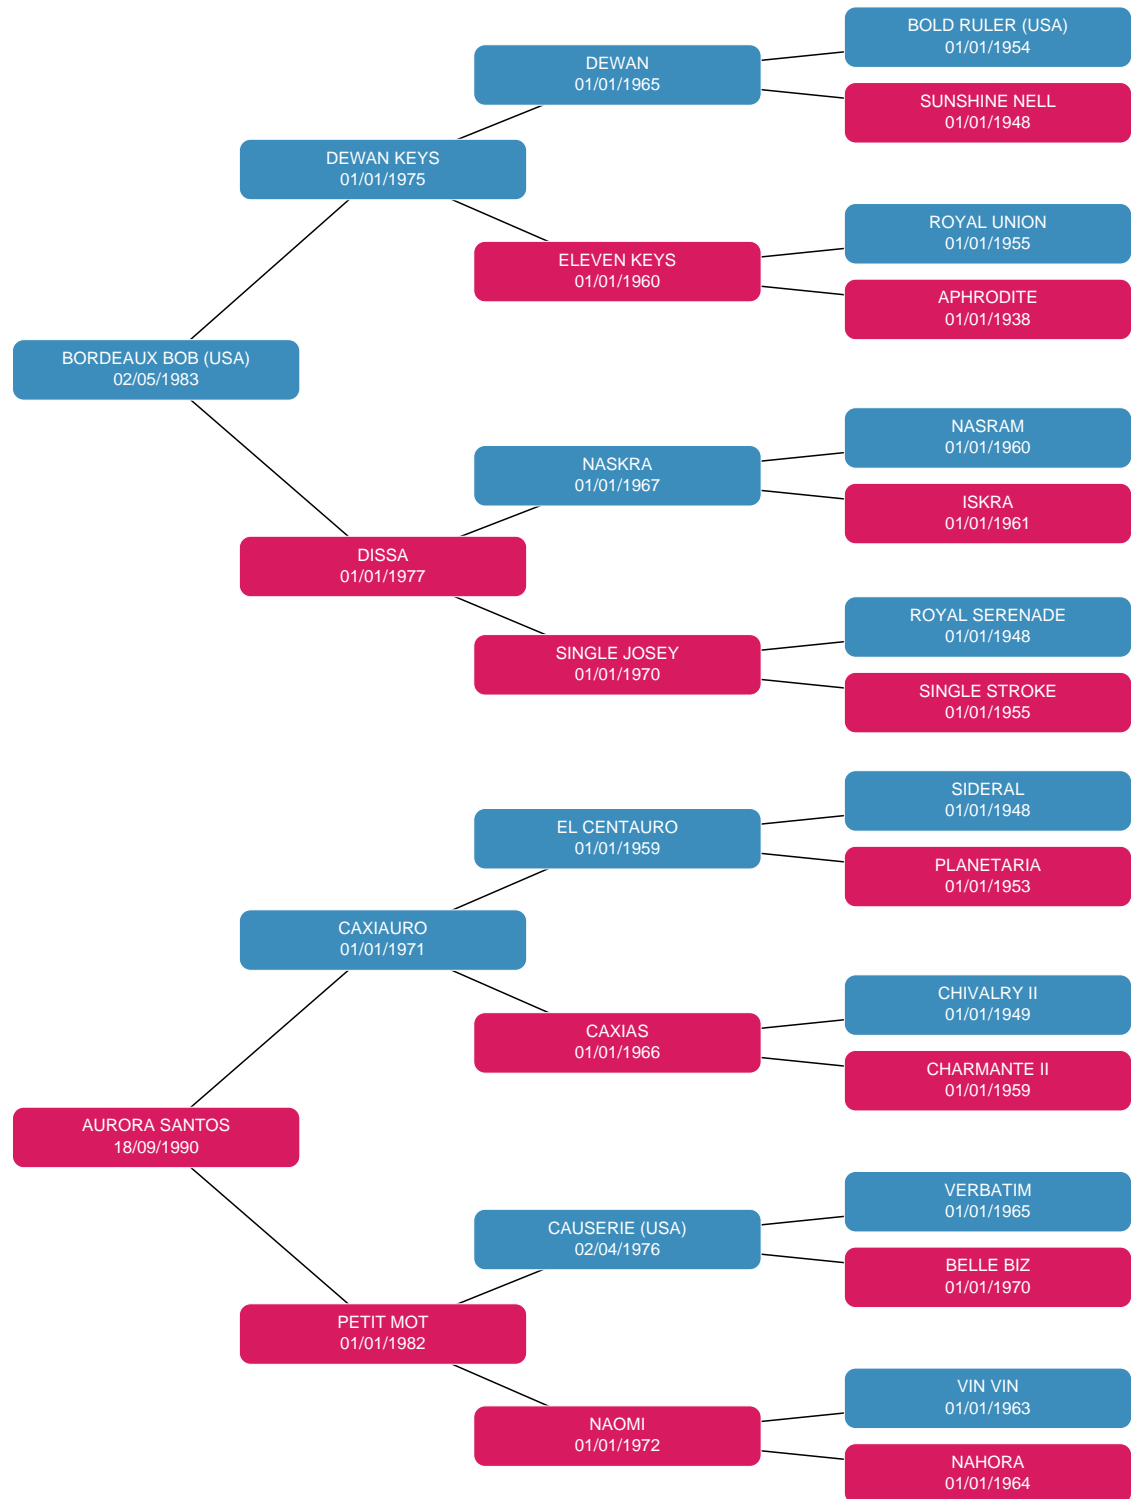 BOLD RULER (USA)
01/01/1954
DEWAN
01/01/1965
SUNSHINE NELL
01/01/1948
DEWAN KEYS
01/01/1975
ROYAL UNION
01/01/1955
ELEVEN KEYS
01/01/1960
APHRODITE
01/01/1938
BORDEAUX BOB (USA)
02/05/1983
NASRAM
01/01/1960
NASKRA
01/01/1967
ISKRA
01/01/1961
DISSA
01/01/1977
ROYAL SERENADE
01/01/1948
SINGLE JOSEY
01/01/1970
SINGLE STROKE
01/01/1955
SIDERAL
01/01/1948
EL CENTAURO
01/01/1959
PLANETARIA
01/01/1953
CAXIAURO
01/01/1971
CHIVALRY II
01/01/1949
CAXIAS
01/01/1966
CHARMANTE II
01/01/1959
AURORA SANTOS
18/09/1990
VERBATIM
01/01/1965
CAUSERIE (USA)
02/04/1976
BELLE BIZ
01/01/1970
PETIT MOT
01/01/1982
VIN VIN
01/01/1963
NAOMI
01/01/1972
NAHORA
01/01/1964